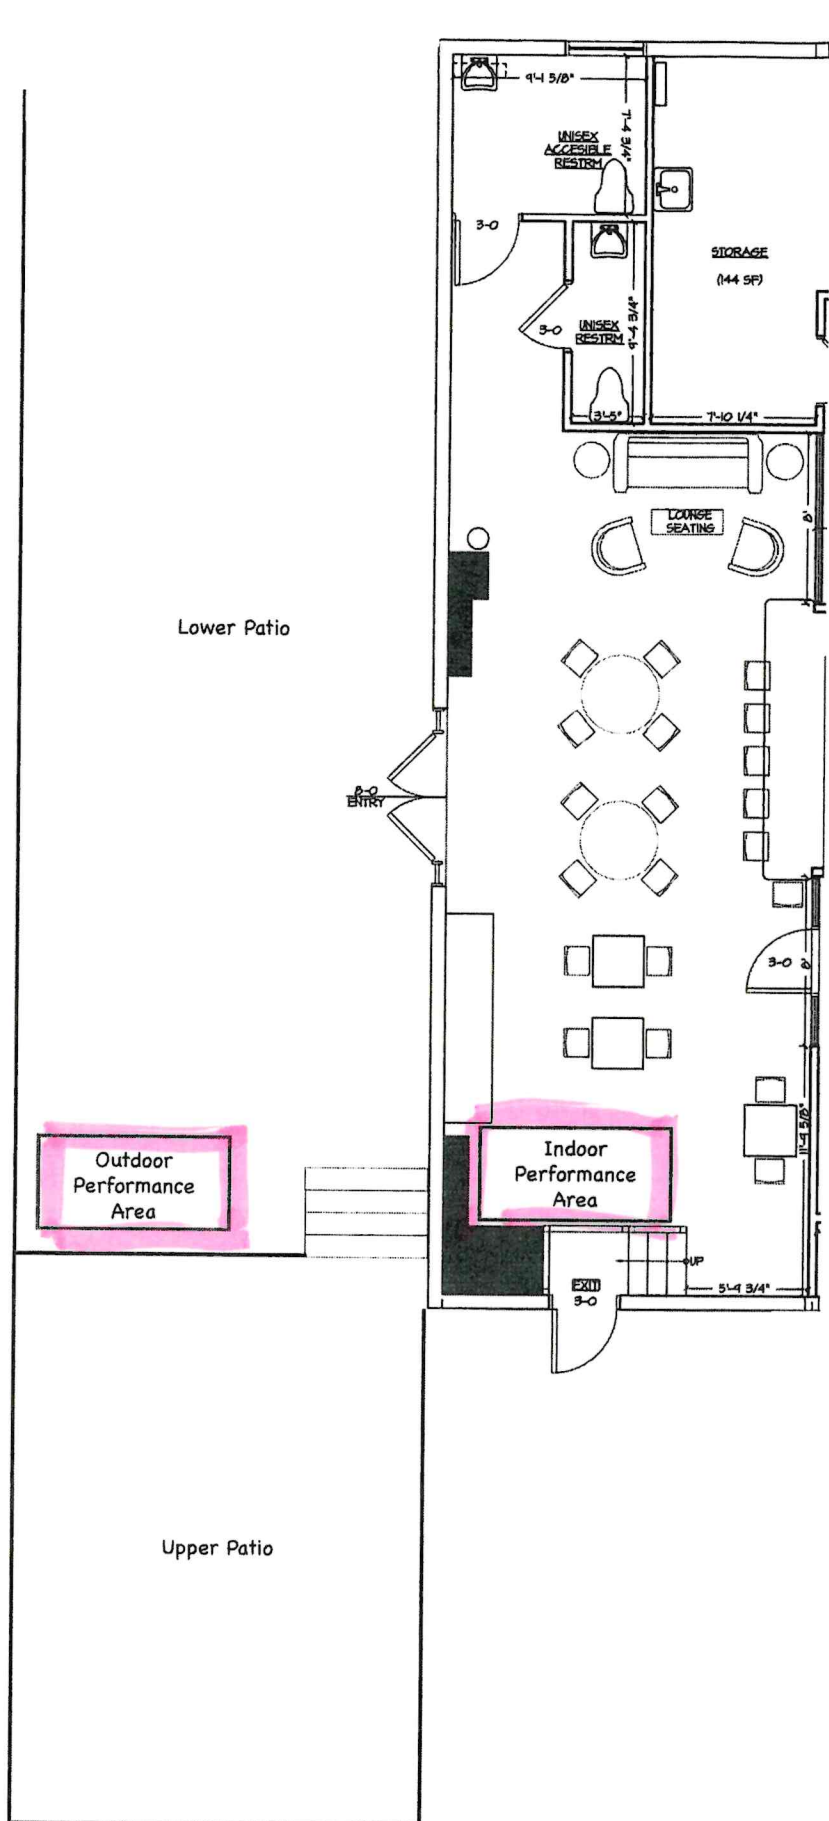 9'-1 5/8"
7'-4 3/4"
UNISEX
ACCESIBLE
RESTRM
3-0
STORAGE
(144 SF)
3-0
UNISEX
RESTRM
9'-4 3/4"
3'-5"
7'-10 1/4"
LOUNGE
SEATING
8'
Lower Patio
ENTRY
3-0
8'
11'-9 5/8"
Outdoor
Performance
Area
Indoor
Performance
Area
UP
EXIT
3-0
5'-9 3/4"
Upper Patio